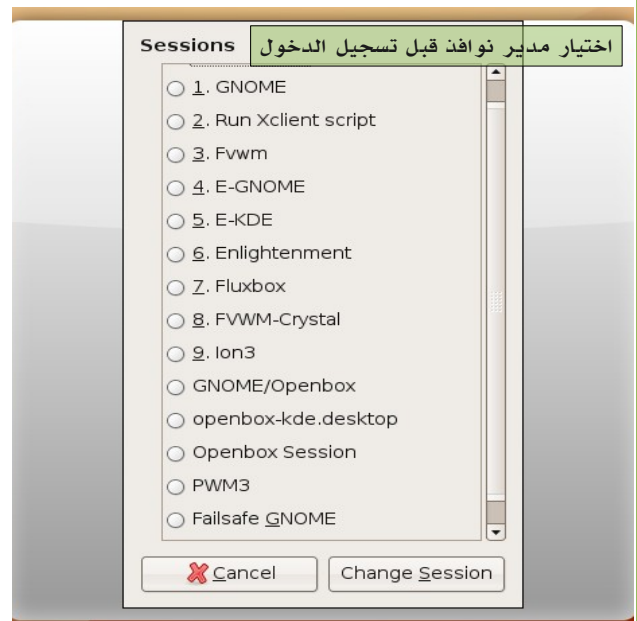 Sessions
اختيار مدير نوافذ قبل تسجيل الدخول
1. GNOME
2. Run Xclient script
3. Fvwm
4. E-GNOME
5. E-KDE
6. Enlightenment
7. Fluxbox
8. FVWM-Crystal
9. Ion3
GNOME/Openbox
openbox-kde.desktop
Openbox Session
PWM3
Failsafe GNOME
Cancel
Change Session